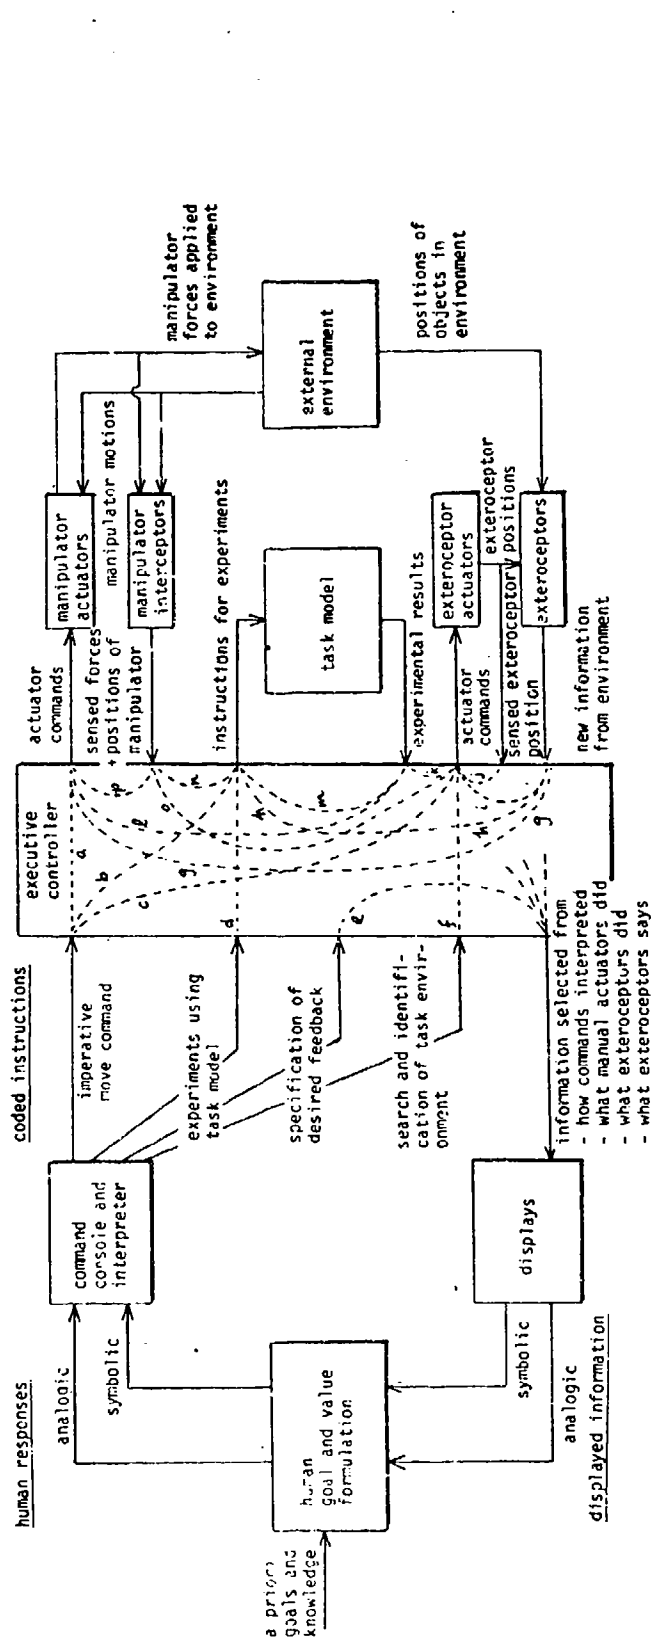 human responses
coded instructions
analogic
symbolic
a priori
goals and
knowledge
human
goal and value
formulation
command
console and
interpreter
displays
symbolic
analogic
displayed information
imperative
move command
experiments using
task model
specification of
desired feedback
search and identifi-
cation of task envir-
onment
information selected from
- how commands interpreted
- what manual actuators did
- what exteroceptors did
- what exteroceptors says
executive
controller
a
b
c
d
e
f
g
l
p
o
n
h
m
k
j
h
g
actuator
commands
sensed forces
+ positions of
manipulator
instructions for experiments
experimental results
actuator
commands
sensed exteroceptor
position
new information
from environment
manipulator
actuators
manipulator motions
manipulator
interceptors
task model
exteroceptor
actuators
exteroceptor
positions
exteroceptors
manipulator
forces applied
to environment
external
environment
positions of
objects in
environment